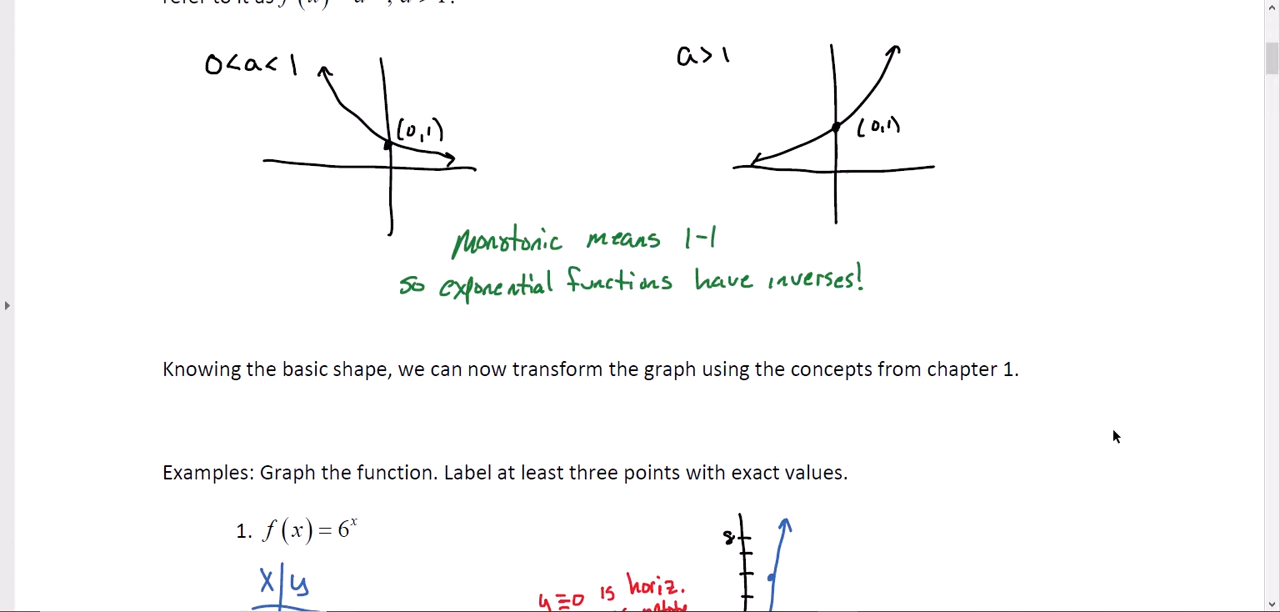 0<a<1
a>1
(0,1)
(0,1)
Monotonic means 1-1
so exponential functions have inverses!
Knowing the basic shape, we can now transform the graph using the concepts from chapter 1.
Examples: Graph the function. Label at least three points with exact values.
1. f(x)=6ˣ
8
x|y
y=0 is horiz.